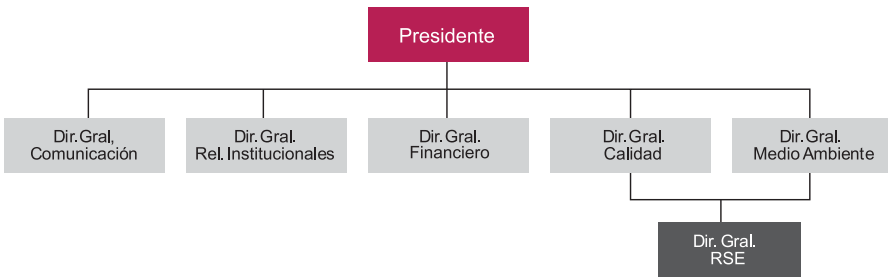 Presidente
Dir. Gral,
Comunicación
Dir. Gral.
Rel. Institucionales
Dir. Gral.
Financiero
Dir. Gral.
Calidad
Dir. Gral.
Medio Ambiente
Dir. Gral.
RSE